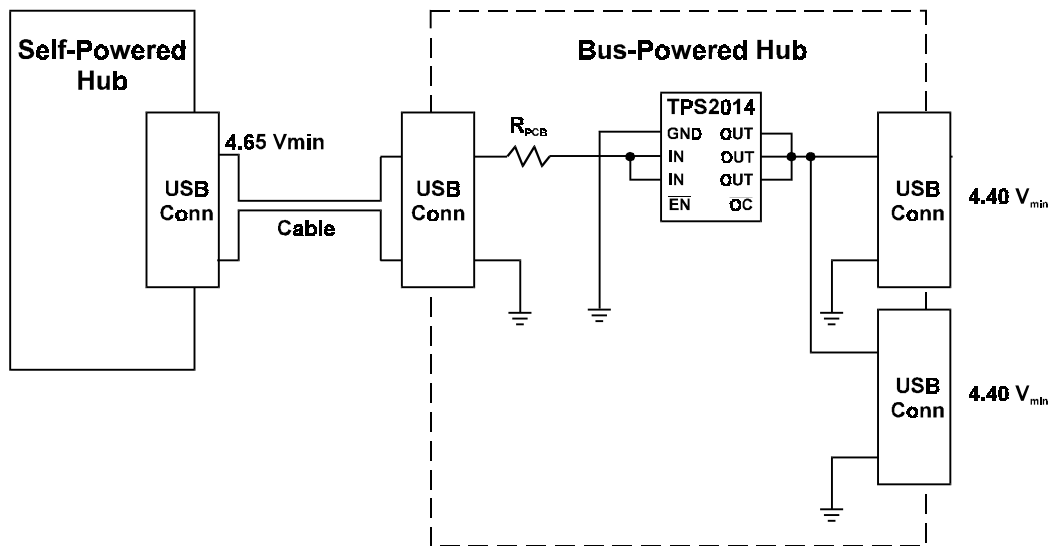 Self-Powered
Hub
Bus-Powered Hub
4.65 Vmin
USB
Conn
Cable
USB
Conn
RPCB
TPS2014
GND OUT
IN OUT
IN OUT
EN OC
USB
Conn
4.40 Vmin
USB
Conn
4.40 Vmin